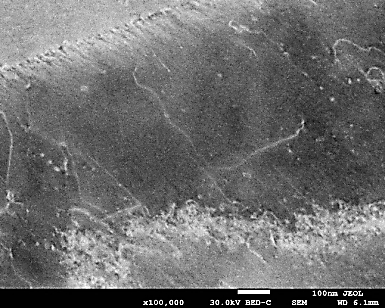 100nm JEOL
x100,000 30.0kV BED-C SEM WD 6.1mm